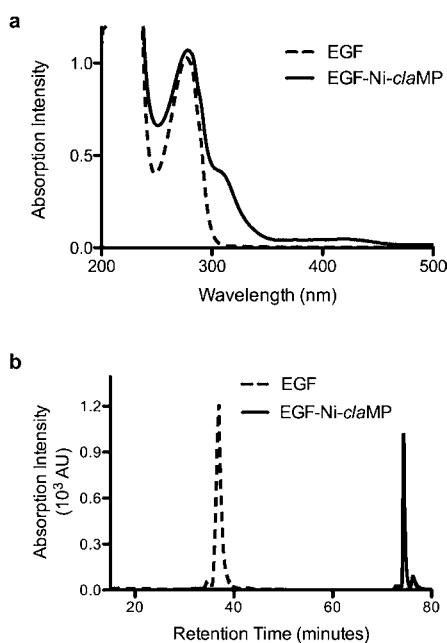 a
EGF
EGF-Ni-claMP
Absorption Intensity
1.0
0.5
0.0
200 300 400 500
Wavelength (nm)
b
EGF
EGF-Ni-claMP
Absorption Intensity
(10³ AU)
1.2
0.9
0.6
0.3
0.0
20 40 60 80
Retention Time (minutes)